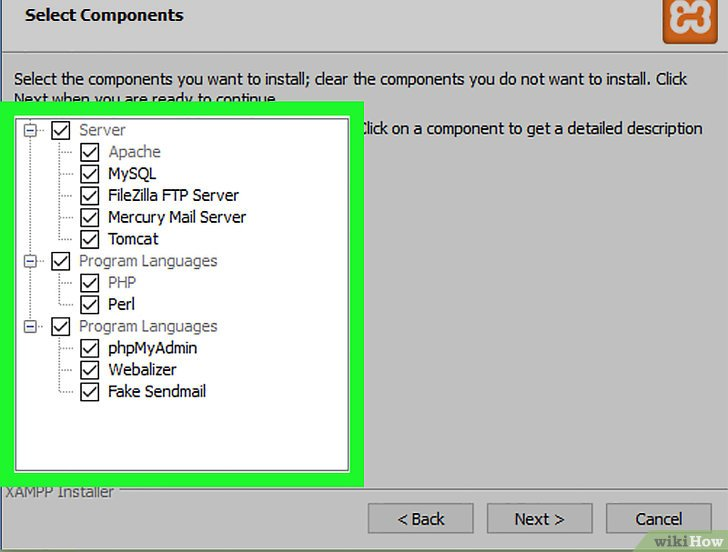 Select Components
Select the components you want to install; clear the components you do not want to install. Click
Next when you are ready to continue
Click on a component to get a detailed description
Server
Apache
MySQL
FileZilla FTP Server
Mercury Mail Server
Tomcat
Program Languages
PHP
Perl
Program Languages
phpMyAdmin
Webalizer
Fake Sendmail
XAMPP Installer
< Back
Next >
Cancel
wikiHow